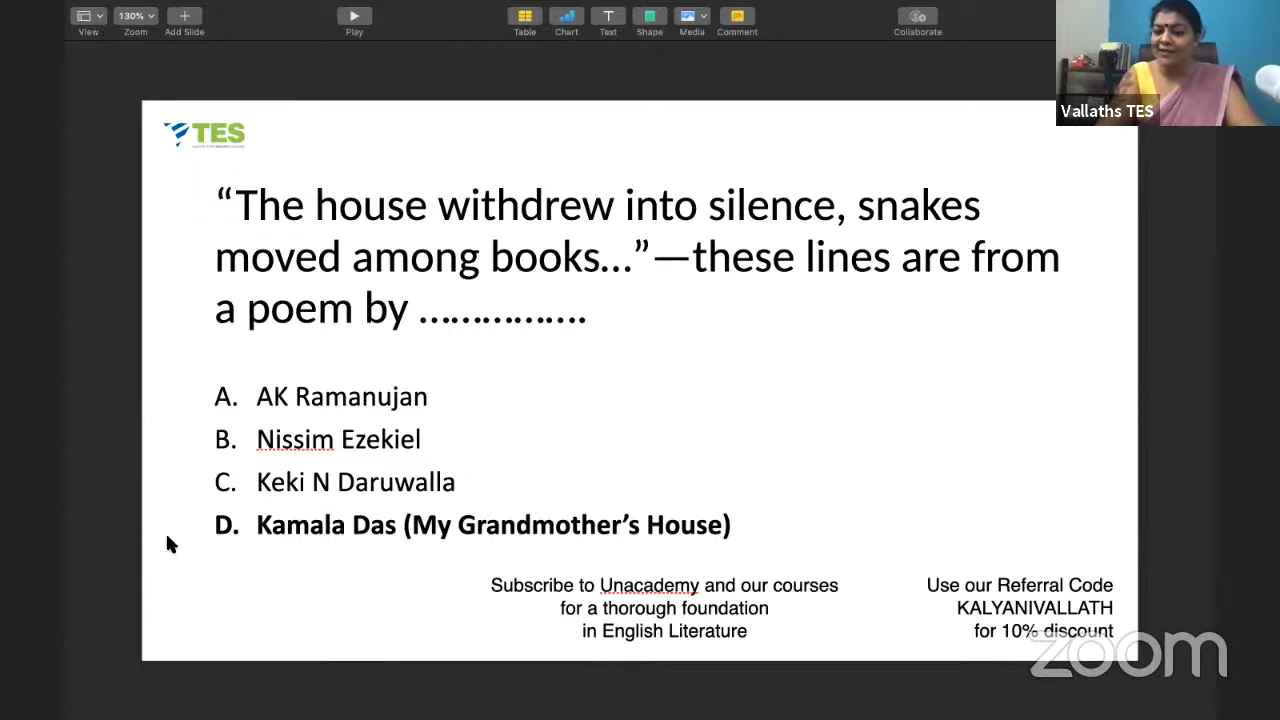 130%
View
Zoom
Add Slide
Play
Table
Chart
Text
Shape
Media
Comment
Collaborate
Vallaths TES
TES
“The house withdrew into silence, snakes
moved among books…”—these lines are from
a poem by …………….
A. AK Ramanujan
B. Nissim Ezekiel
C. Keki N Daruwalla
D. Kamala Das (My Grandmother’s House)
Subscribe to Unacademy and our courses
for a thorough foundation
in English Literature
Use our Referral Code
KALYANIVALLATH
for 10% discount
zoom